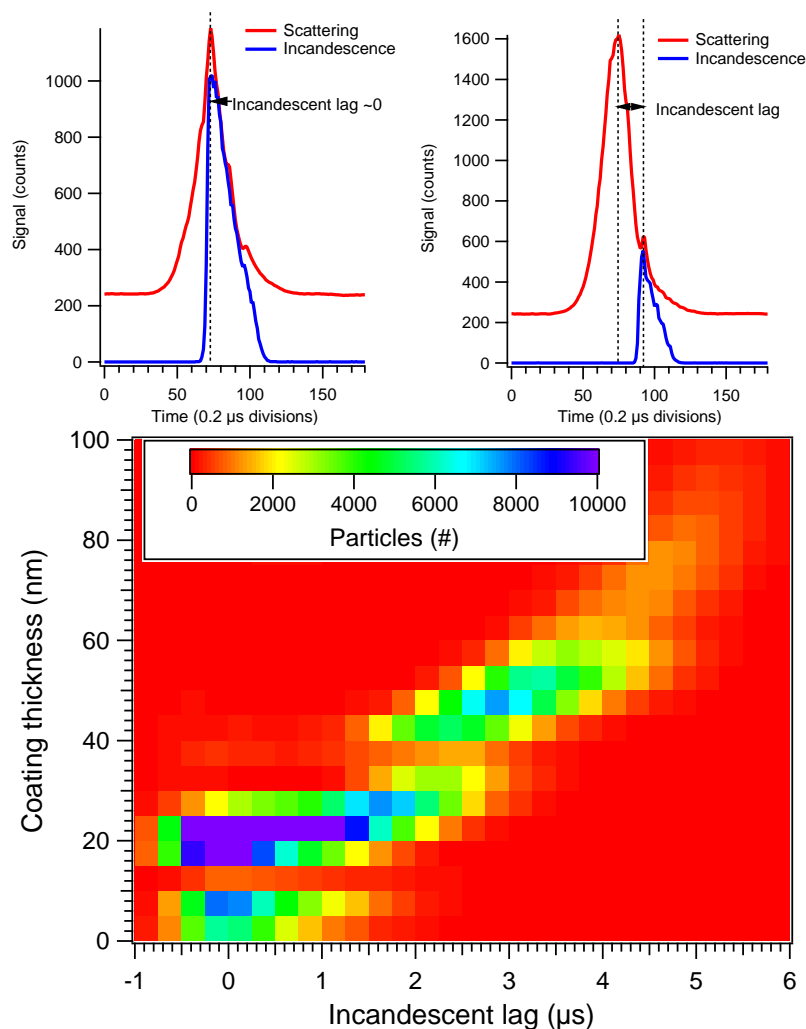 Scattering
Incandescence
Incandescent lag ~0
Signal (counts)
1000
800
600
400
200
0
0 50 100 150
Time (0.2 µs divisions)
Scattering
Incandescence
Incandescent lag
Signal (counts)
1600
1400
1200
1000
800
600
400
200
0
0 50 100 150
Time (0.2 µs divisions)
0 2000 4000 6000 8000 10000
Particles (#)
Coating thickness (nm)
100
80
60
40
20
0
-1 0 1 2 3 4 5 6
Incandescent lag (µs)